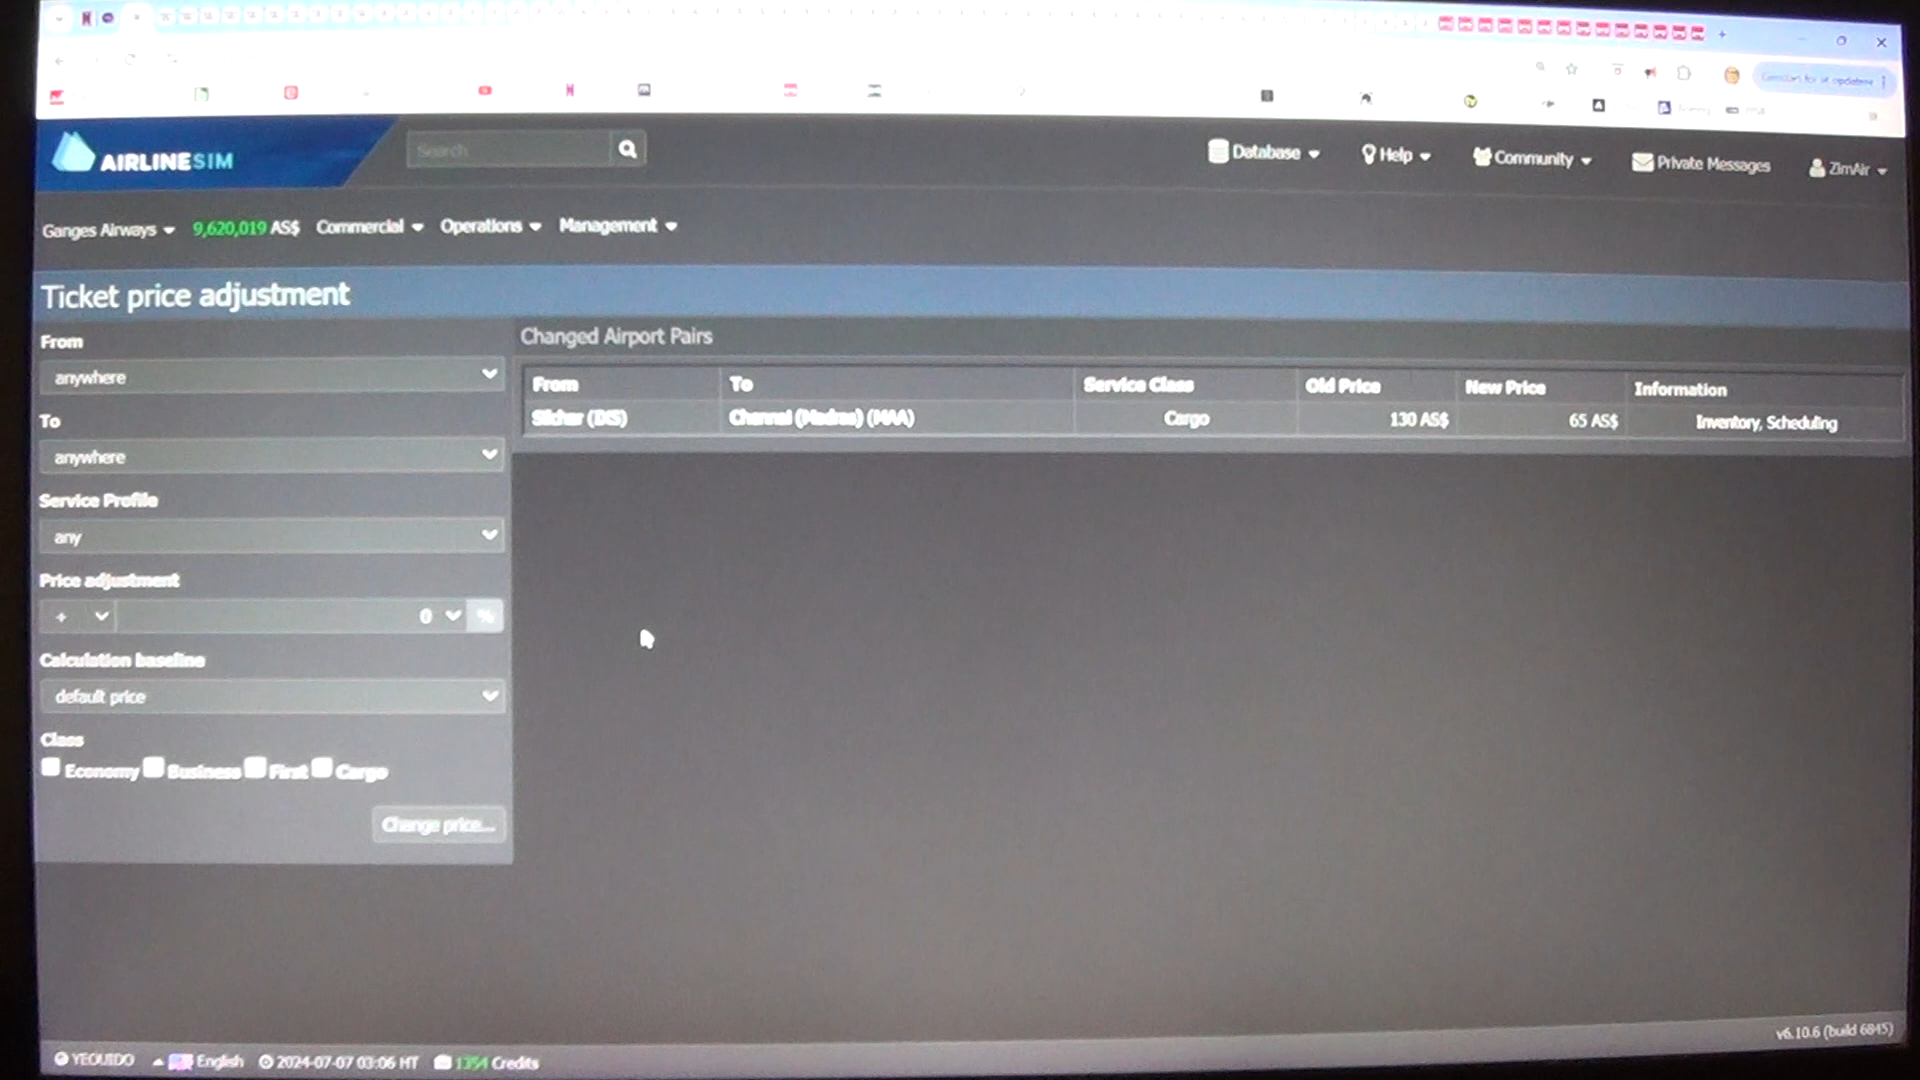 AIRLINESIM
Search
Database
Help
Community
Private Messages
ZimAir
Ganges Airways
9,620,019 AS$
Commercial
Operations
Management
Ticket price adjustment
From
anywhere
To
anywhere
Service Profile
any
Price adjustment
+
0
%
Calculation baseline
default price
Class
Economy Business First Cargo
Change price...
Changed Airport Pairs
From To Service Class Old Price New Price Information
Silchar (IXS) Chennai (Madras) (MAA) Cargo 130 AS$ 65 AS$ Inventory, Scheduling
v6.10.6 (build 6845)
YEOUIDO English 2024-07-07 03:06 HT 1354 Credits